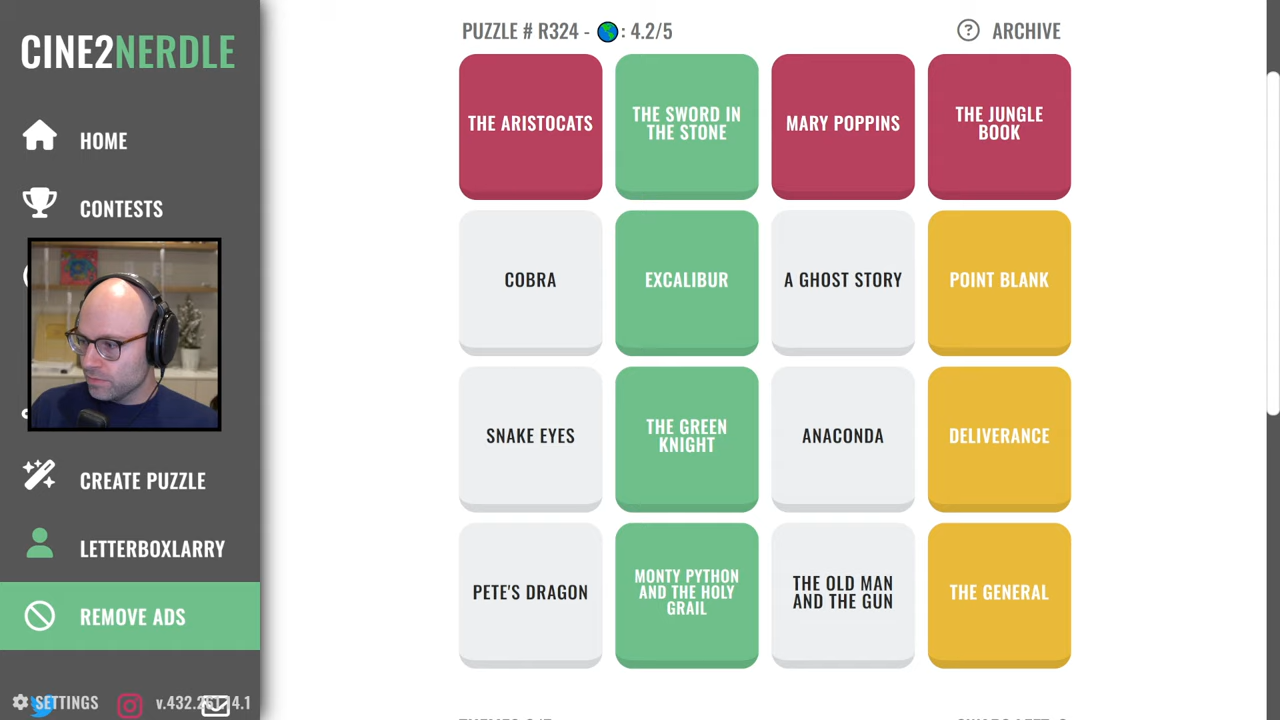 CINE2NERDLE
HOME
CONTESTS
CREATE PUZZLE
LETTERBOXLARRY
REMOVE ADS
SETTINGS
PUZZLE # R324 - : 4.2/5
? ARCHIVE
THE ARISTOCATS
THE SWORD IN
THE STONE
MARY POPPINS
THE JUNGLE
BOOK
COBRA
EXCALIBUR
A GHOST STORY
POINT BLANK
SNAKE EYES
THE GREEN
KNIGHT
ANACONDA
DELIVERANCE
PETE'S DRAGON
MONTY PYTHON
AND THE HOLY
GRAIL
THE OLD MAN
AND THE GUN
THE GENERAL